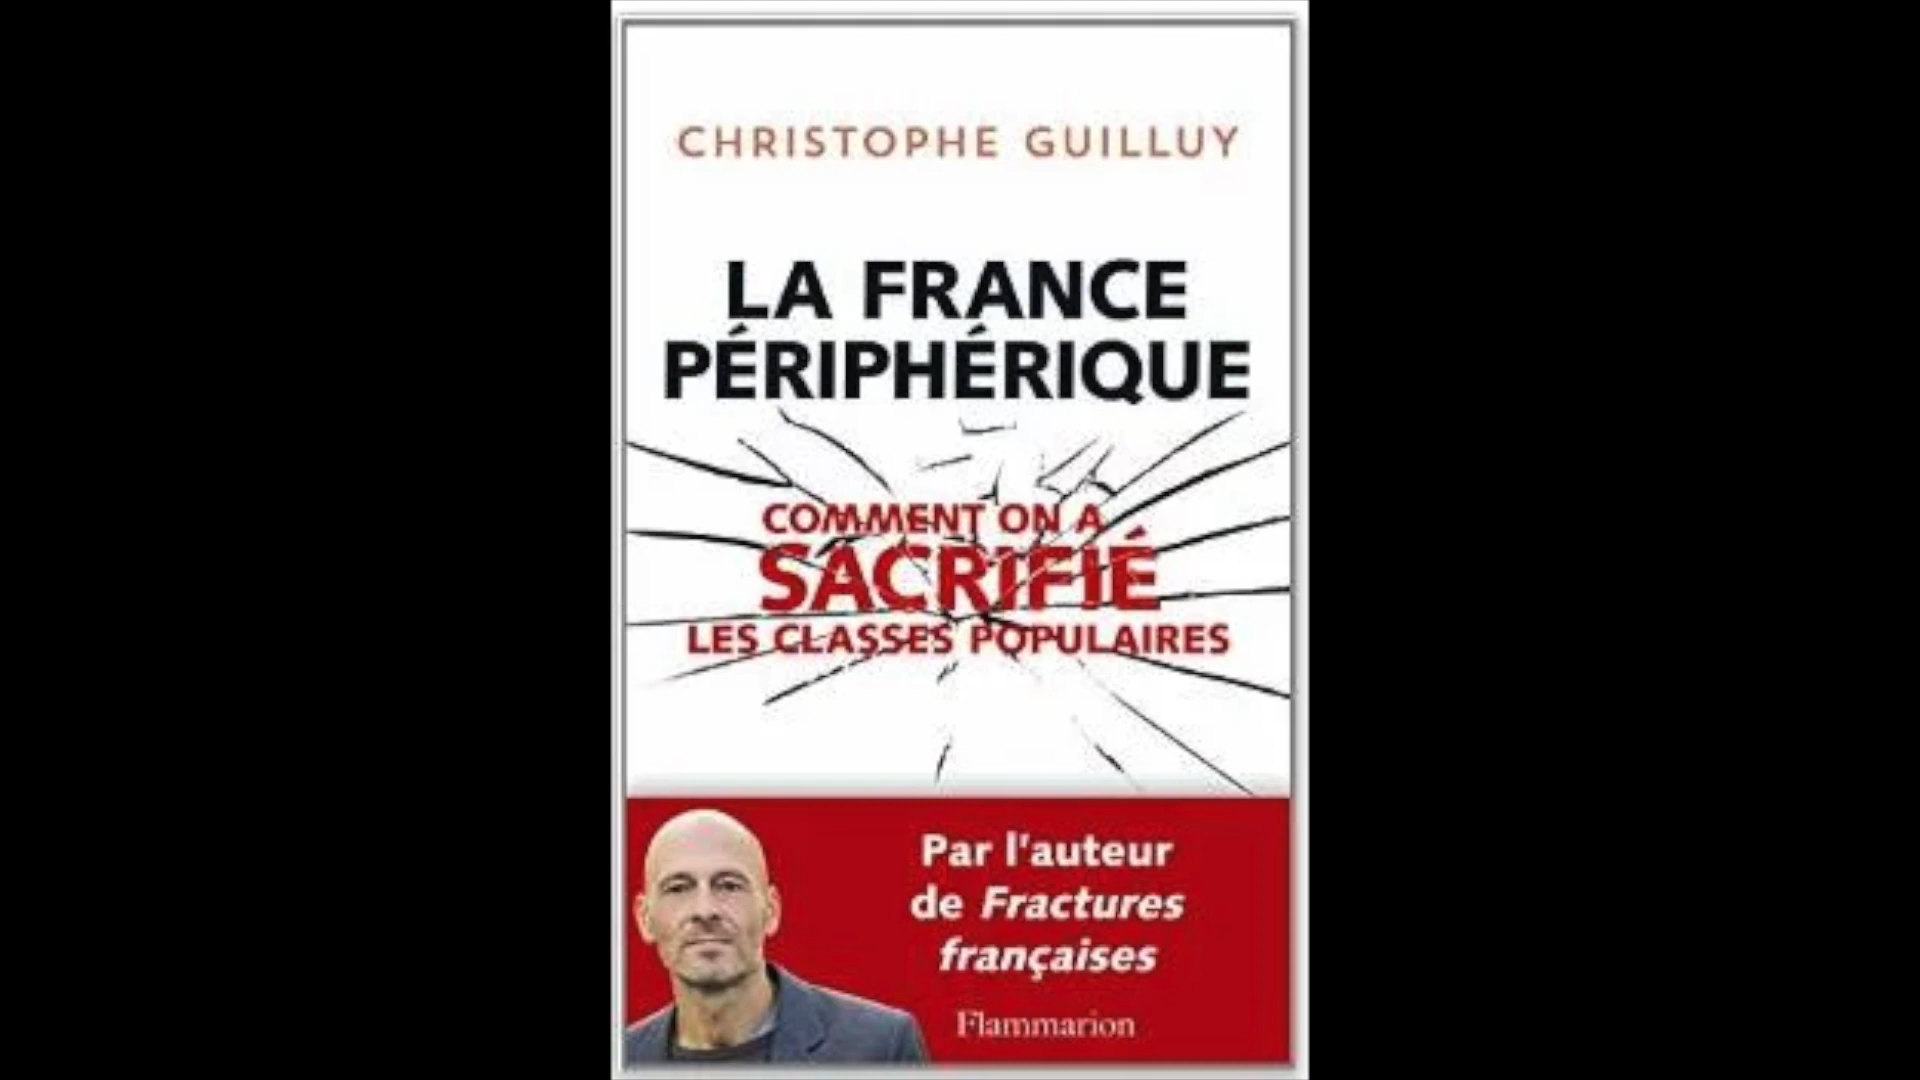 CHRISTOPHE GUILLUY
LA FRANCE
PÉRIPHÉRIQUE
COMMENT ON A
SACRIFIÉ
LES CLASSES POPULAIRES
Par l'auteur
de Fractures
françaises
Flammarion